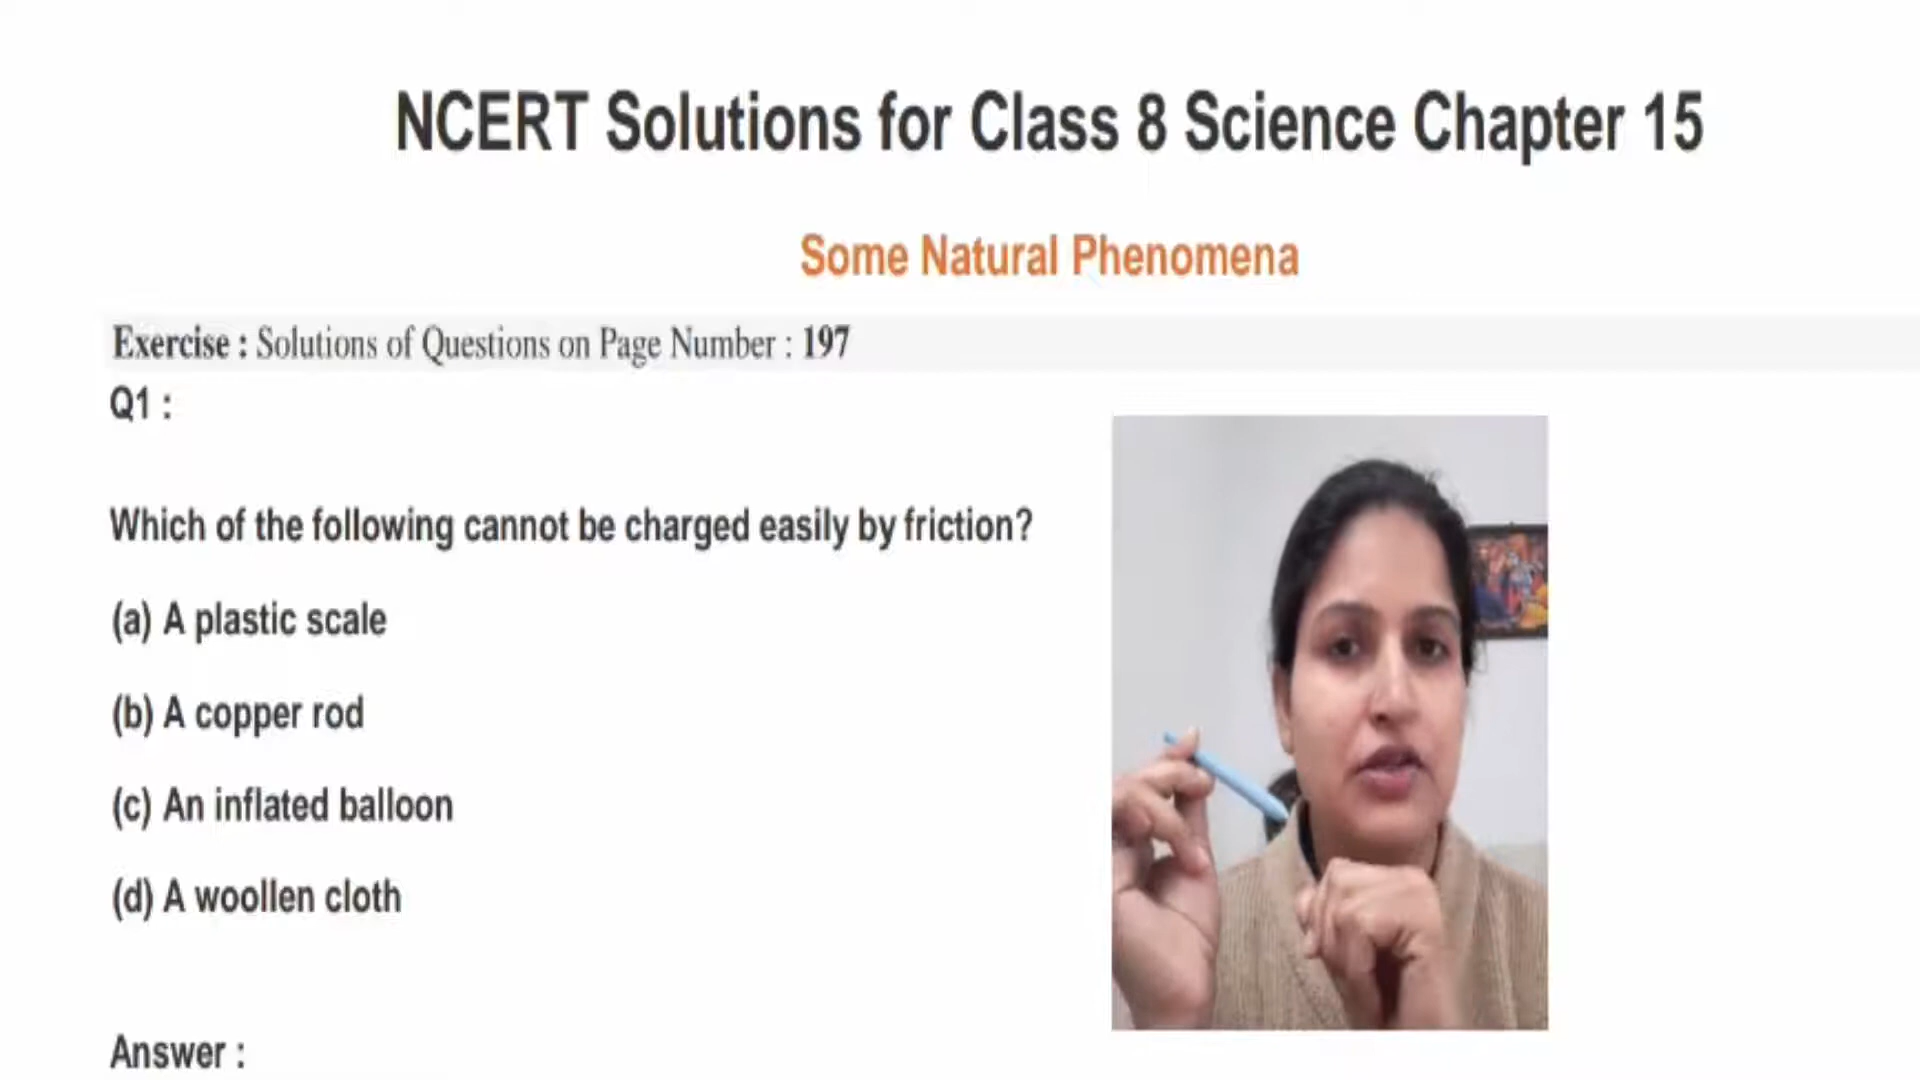 NCERT Solutions for Class 8 Science Chapter 15
Some Natural Phenomena
Exercise : Solutions of Questions on Page Number : 197
Q1 :
Which of the following cannot be charged easily by friction?
(a) A plastic scale
(b) A copper rod
(c) An inflated balloon
(d) A woollen cloth
Answer :